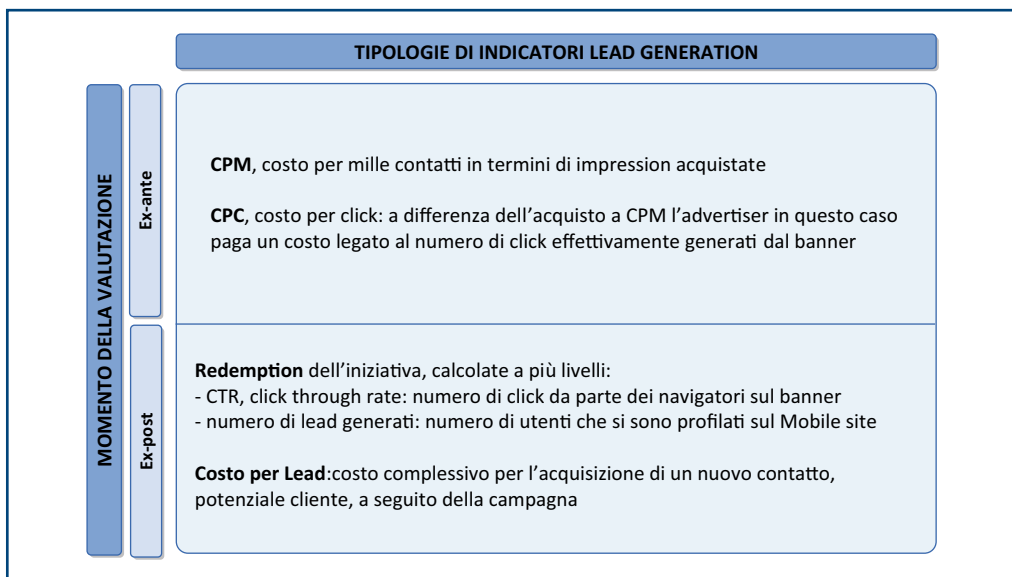 TIPOLOGIE DI INDICATORI LEAD GENERATION
MOMENTO DELLA VALUTAZIONE
Ex-ante
CPM, costo per mille contatti in termini di impression acquistate
CPC, costo per click: a differenza dell'acquisto a CPM l'advertiser in questo caso
paga un costo legato al numero di click effettivamente generati dal banner
Ex-post
Redemption dell'iniziativa, calcolate a più livelli:
- CTR, click through rate: numero di click da parte dei navigatori sul banner
- numero di lead generati: numero di utenti che si sono profilati sul Mobile site
Costo per Lead:costo complessivo per l'acquisizione di un nuovo contatto,
potenziale cliente, a seguito della campagna